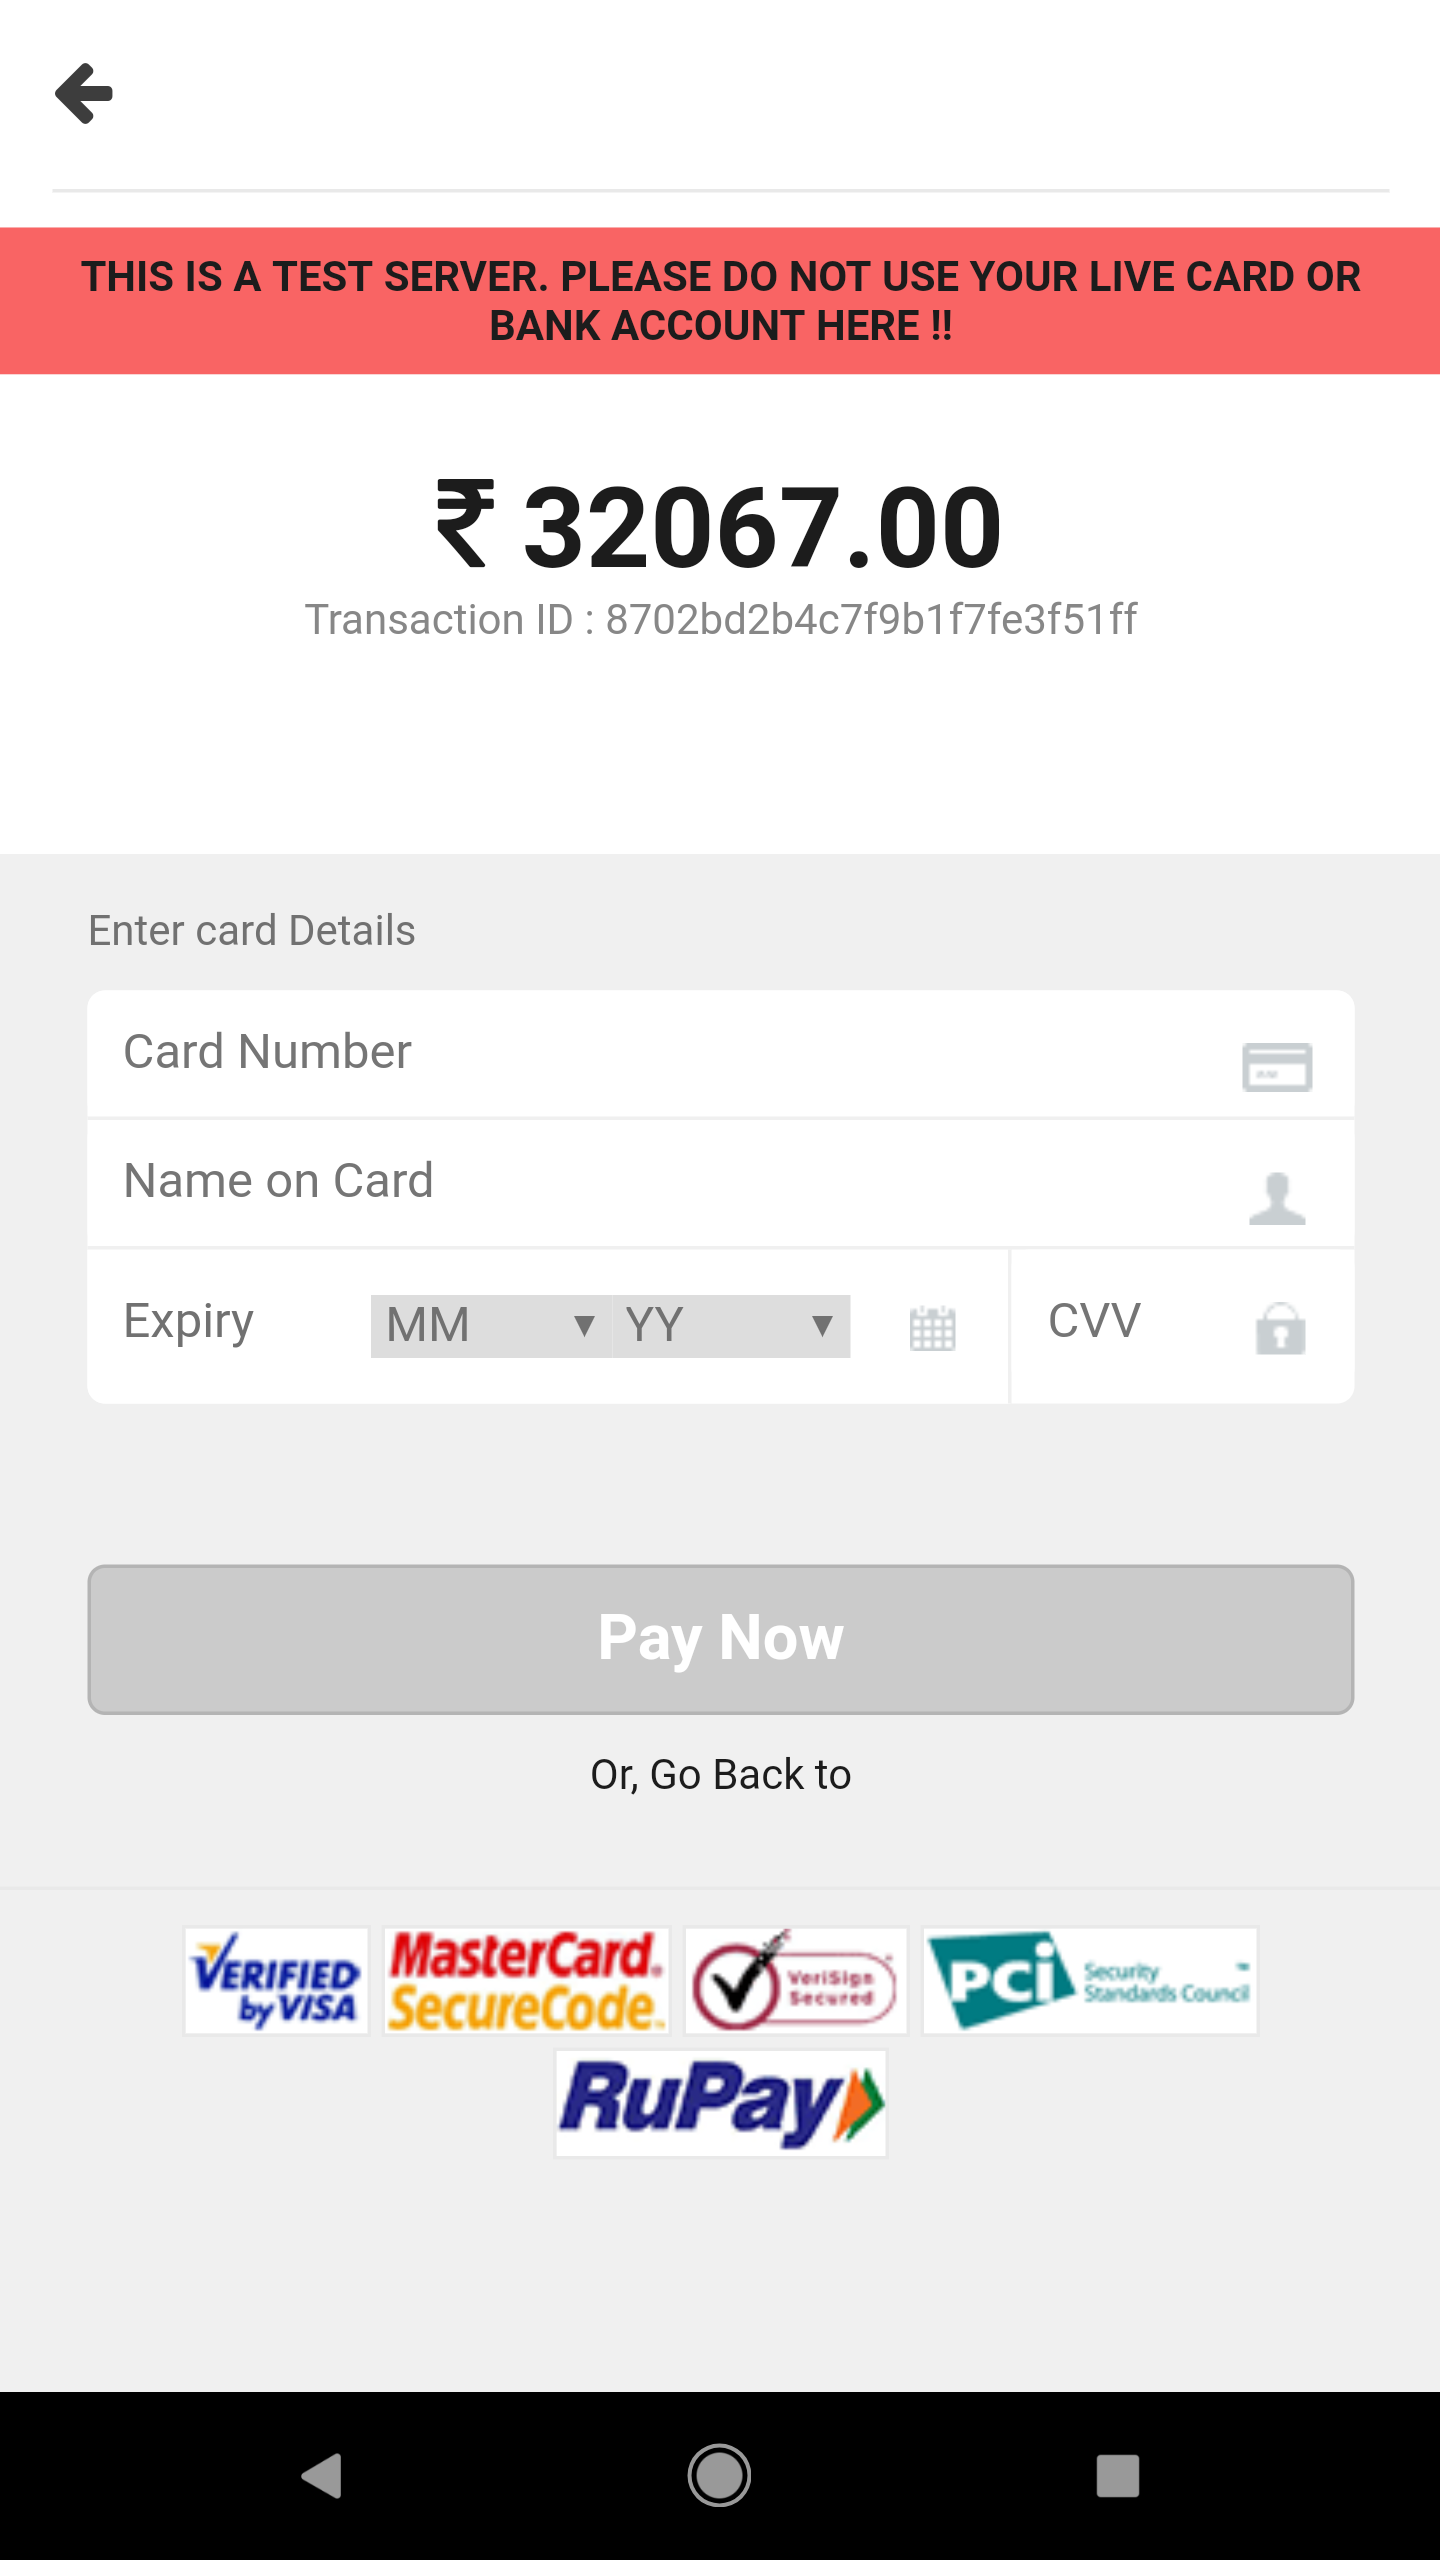 THIS IS A TEST SERVER. PLEASE DO NOT USE YOUR LIVE CARD OR
BANK ACCOUNT HERE !!
₹ 32067.00
Transaction ID : 8702bd2b4c7f9b1f7fe3f51ff
Enter card Details
Card Number
Name on Card
Expiry MM ▼ YY ▼ CVV
Pay Now
Or, Go Back to
VERIFIED
by VISA
MasterCard.
SecureCode™
VeriSign
Secured
PCi Security
Standards Council ™
RuPay